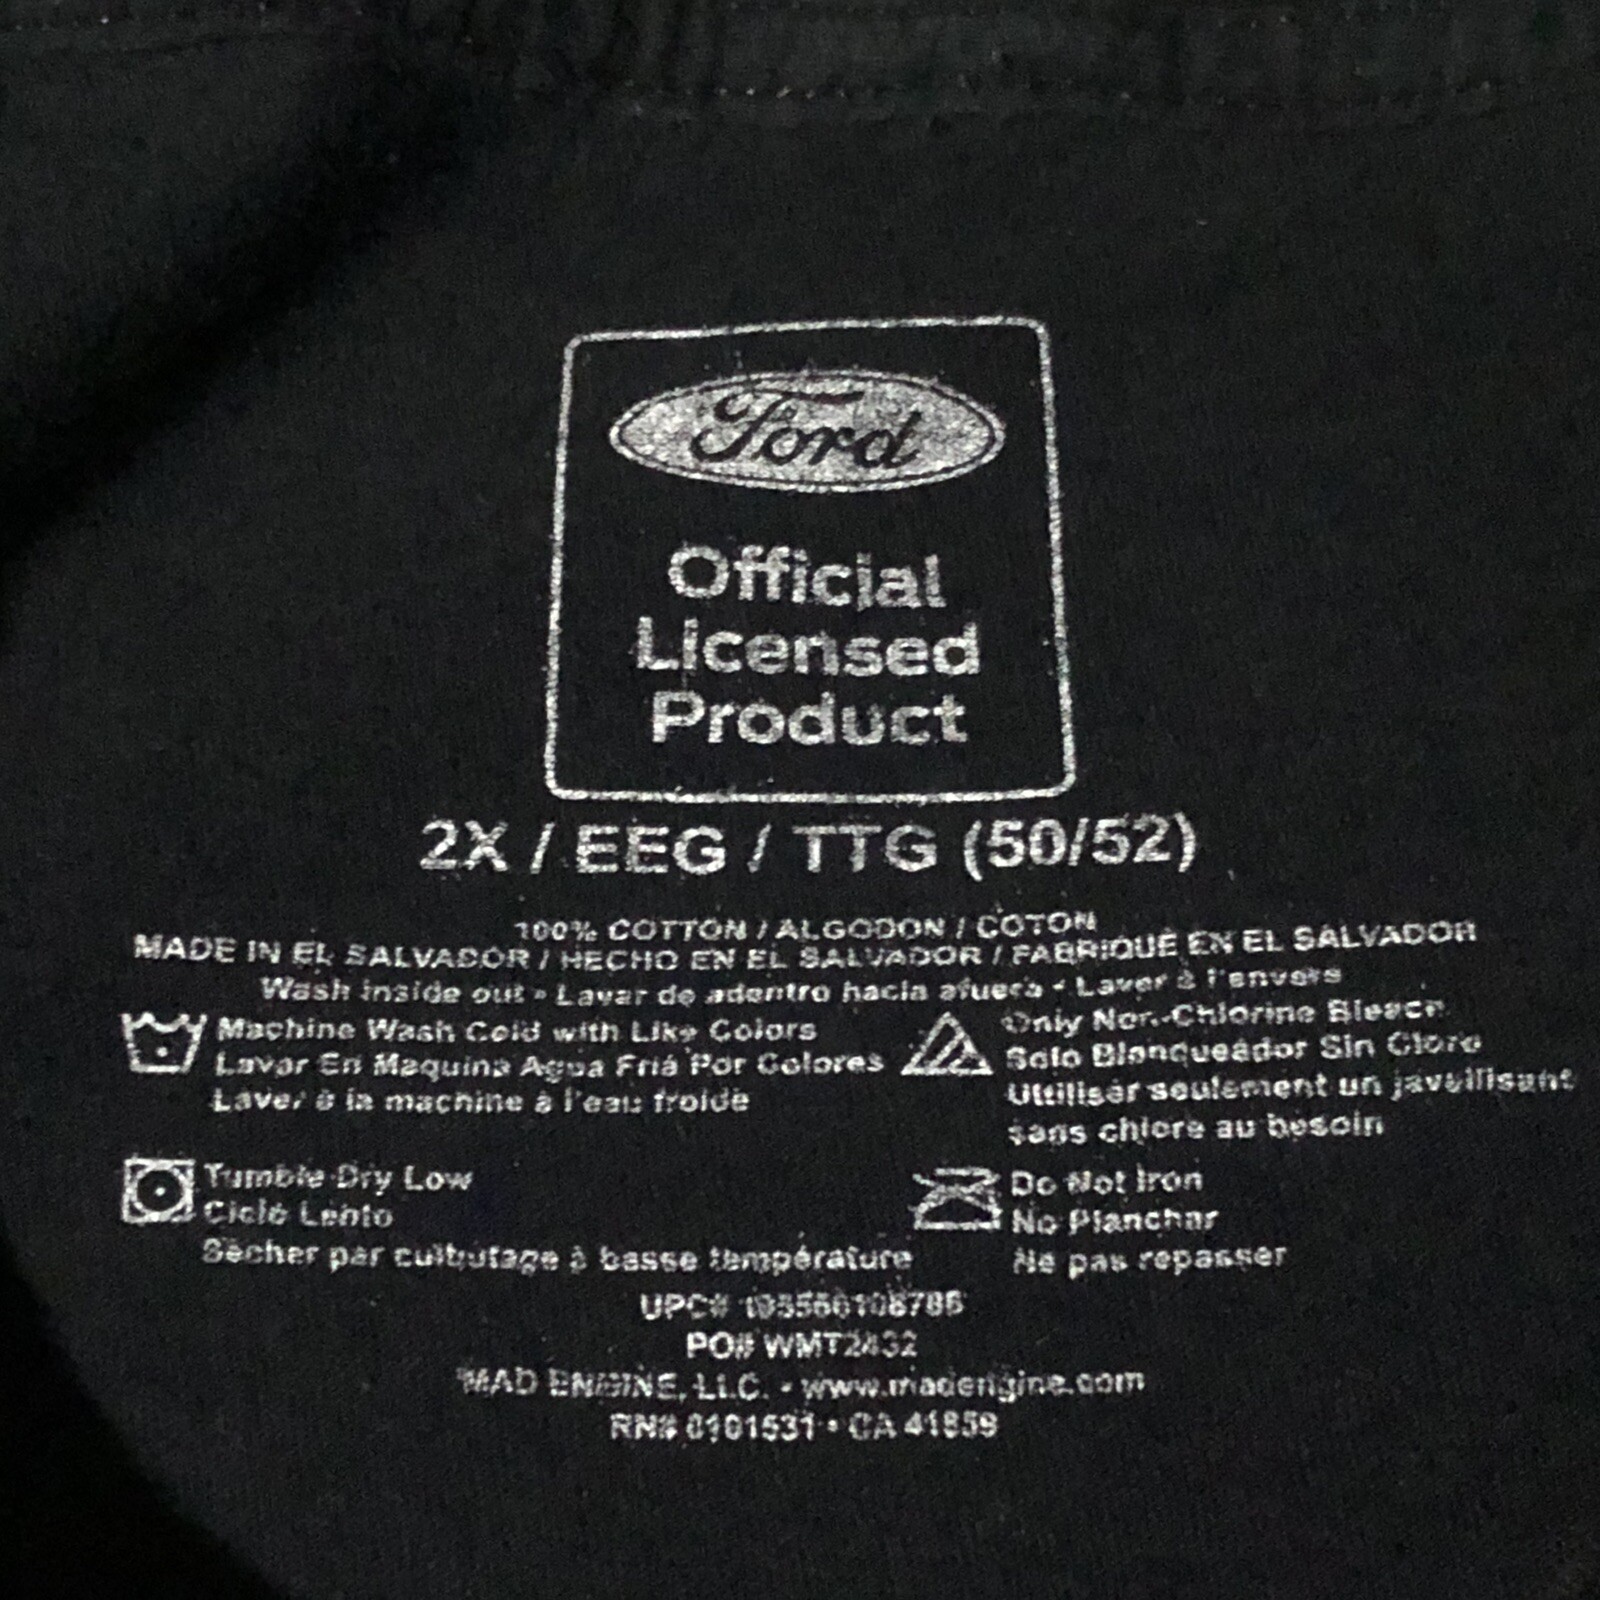 Ford
Official
Licensed
Product
2X / EEG / TTG (50/52)
100% COTTON / ALGODON / COTON
MADE IN EL SALVADOR / HECHO EN EL SALVADOR / FABRIQUÉ EN EL SALVADOR
Wash inside out • Lavar de adentro hacia afuera • Laver à l'envers
Machine Wash Cold with Like Colors
Lavar En Maquina Agua Fria Por Colores
Laver à la machine à l'eau froide
Only Non-Chlorine Bleach
Solo Blanqueador Sin Cloro
Utiliser seulement un javellisant
sans chlore au besoin
Tumble Dry Low
Ciclo Lento
Sécher par culbutage à basse température
Do Not Iron
No Planchar
Ne pas repasser
UPC#
PO# WMT2432
MAD ENGINE, LLC. • www.madengine.com
RN# 0101531 • CA 41859